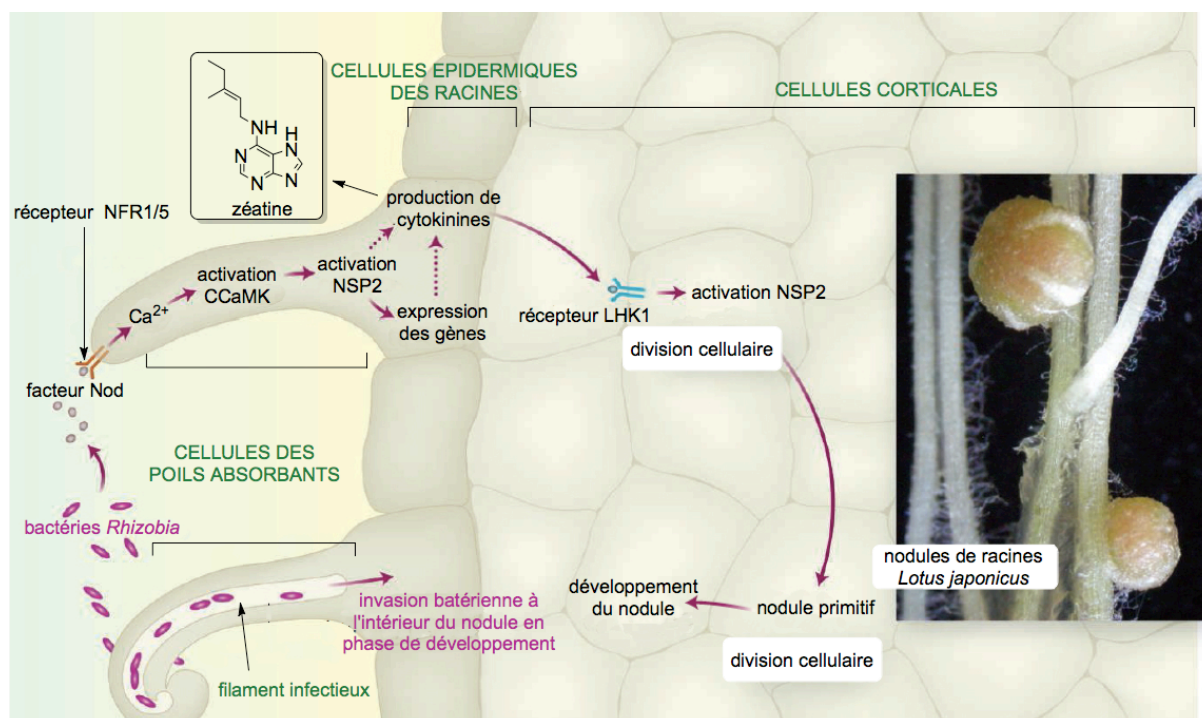 CELLULES EPIDERMIQUES
DES RACINES
CELLULES CORTICALES
NH
H
N
N
N
N
zéatine
récepteur NFR1/5
production de
cytokinines
activation
CCaMK
activation
NSP2
Ca2+
expression
des gènes
récepteur LHK1
activation NSP2
division cellulaire
facteur Nod
CELLULES DES
POILS ABSORBANTS
bactéries Rhizobia
invasion batérienne à
l'intérieur du nodule en
phase de développement
filament infectieux
développement
du nodule
nodule primitif
division cellulaire
nodules de racines
Lotus japonicus